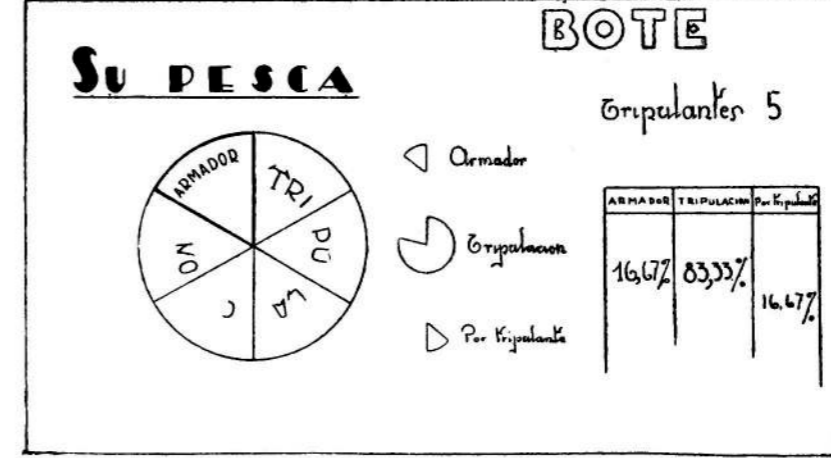 BOTE
SU PESCA
Tripulantes 5
ARMADOR
TRI
PU
LA
C
ON
Armador
Tripulacion
Por tripulante
ARMADOR TRIPULACION Por tripulante
16,67% 83,33% 16,67%